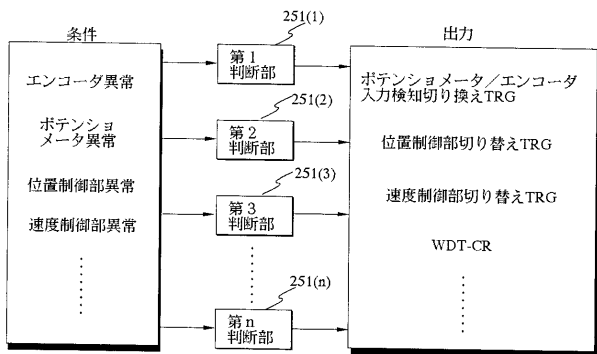 条件
エンコーダ異常
ポテンショ
メータ異常
位置制御部異常
速度制御部異常
251(1)
第1
判断部
251(2)
第2
判断部
251(3)
第3
判断部
251(n)
第n
判断部
出力
ポテンショメータ/エンコーダ
入力検知切り換えTRG
位置制御部切り替えTRG
速度制御部切り替えTRG
WDT-CR